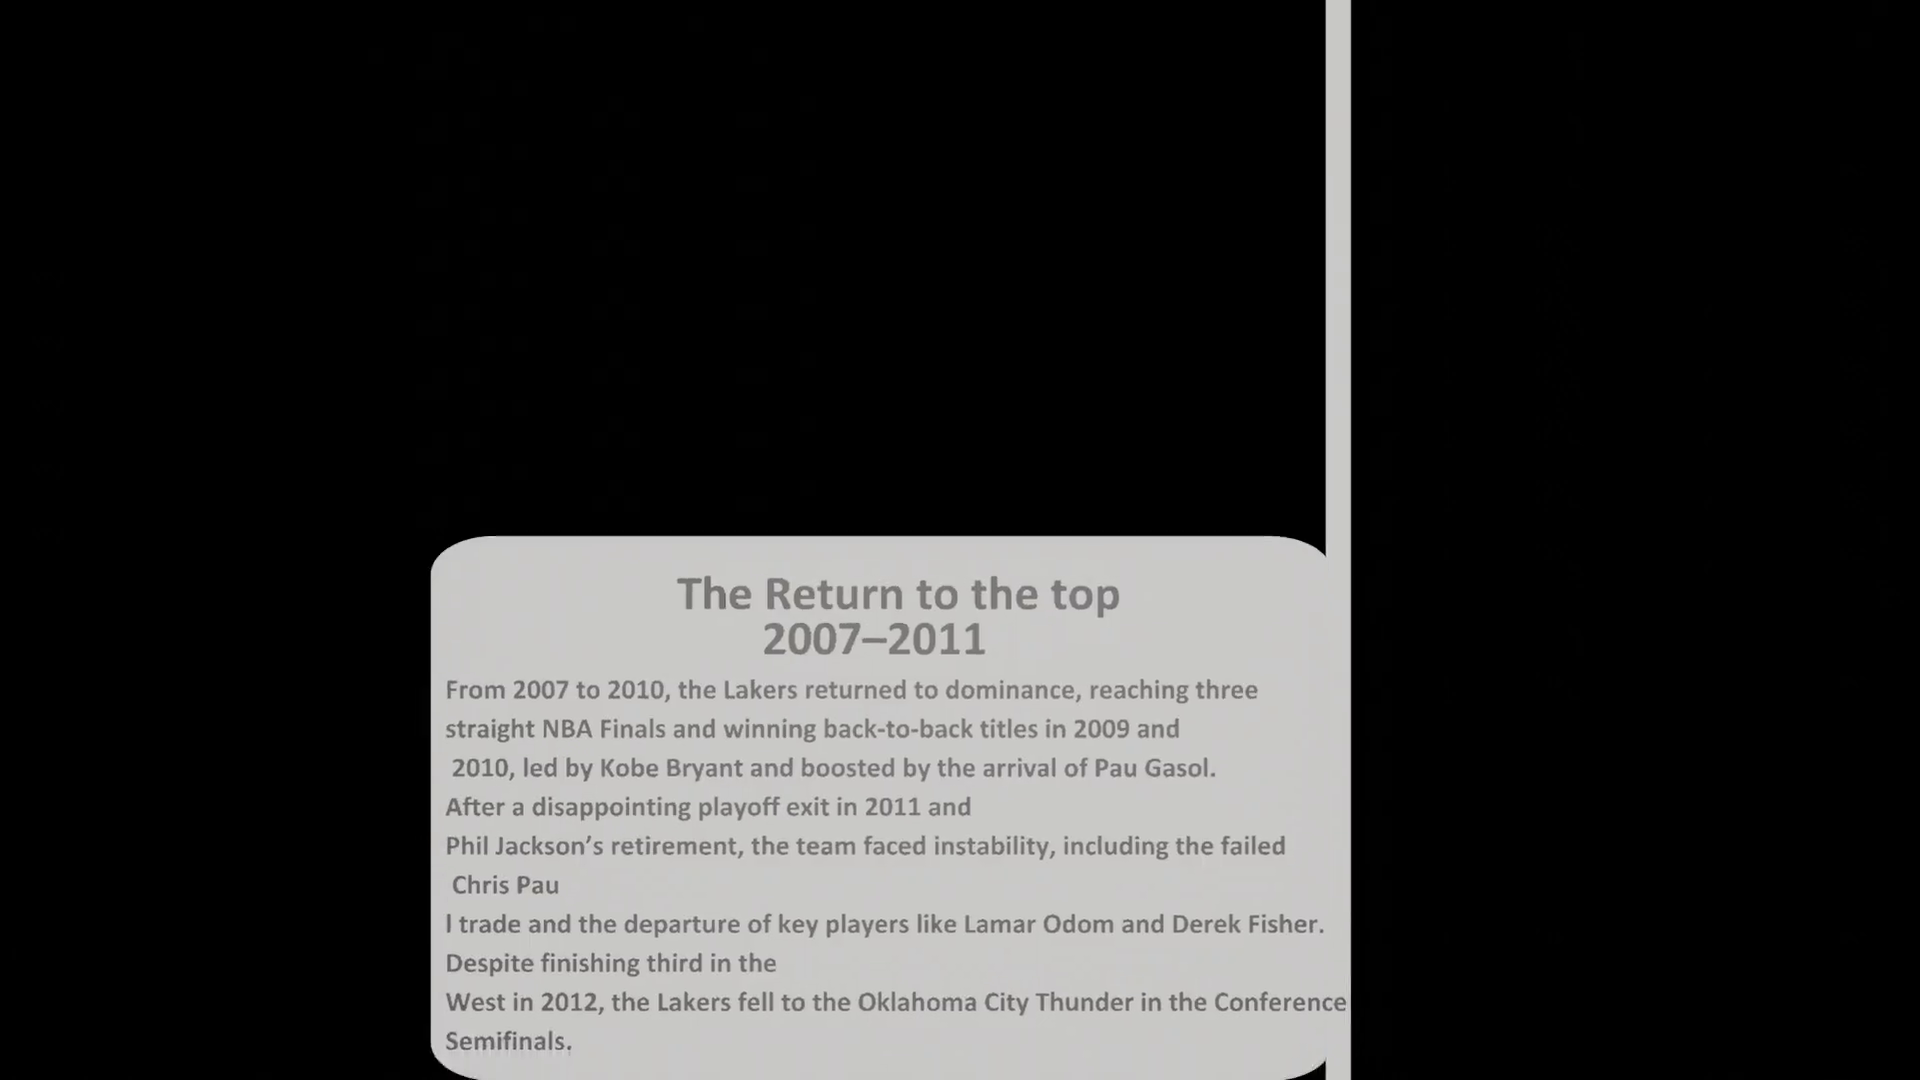 The Return to the top
2007–2011
From 2007 to 2010, the Lakers returned to dominance, reaching three
straight NBA Finals and winning back-to-back titles in 2009 and
2010, led by Kobe Bryant and boosted by the arrival of Pau Gasol.
After a disappointing playoff exit in 2011 and
Phil Jackson’s retirement, the team faced instability, including the failed
Chris Pau
l trade and the departure of key players like Lamar Odom and Derek Fisher.
Despite finishing third in the
West in 2012, the Lakers fell to the Oklahoma City Thunder in the Conference
Semifinals.